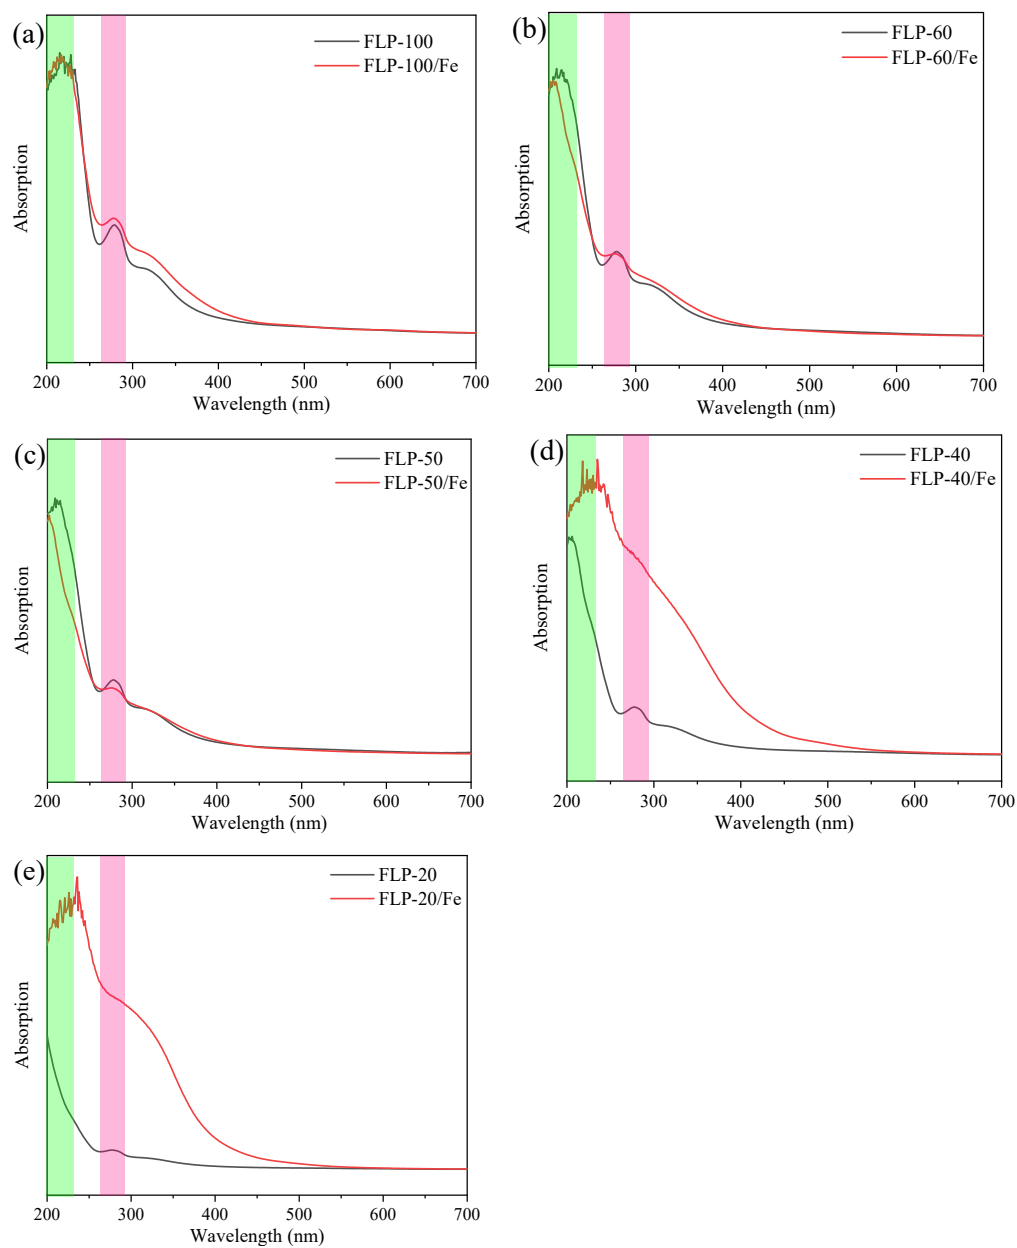 (a)
FLP-100
FLP-100/Fe
Absorption
200 300 400 500 600 700
Wavelength (nm)
(b)
FLP-60
FLP-60/Fe
Absorption
200 300 400 500 600 700
Wavelength (nm)
(c)
FLP-50
FLP-50/Fe
Absorption
200 300 400 500 600 700
Wavelength (nm)
(d)
FLP-40
FLP-40/Fe
Absorption
200 300 400 500 600 700
Wavelength (nm)
(e)
FLP-20
FLP-20/Fe
Absorption
200 300 400 500 600 700
Wavelength (nm)